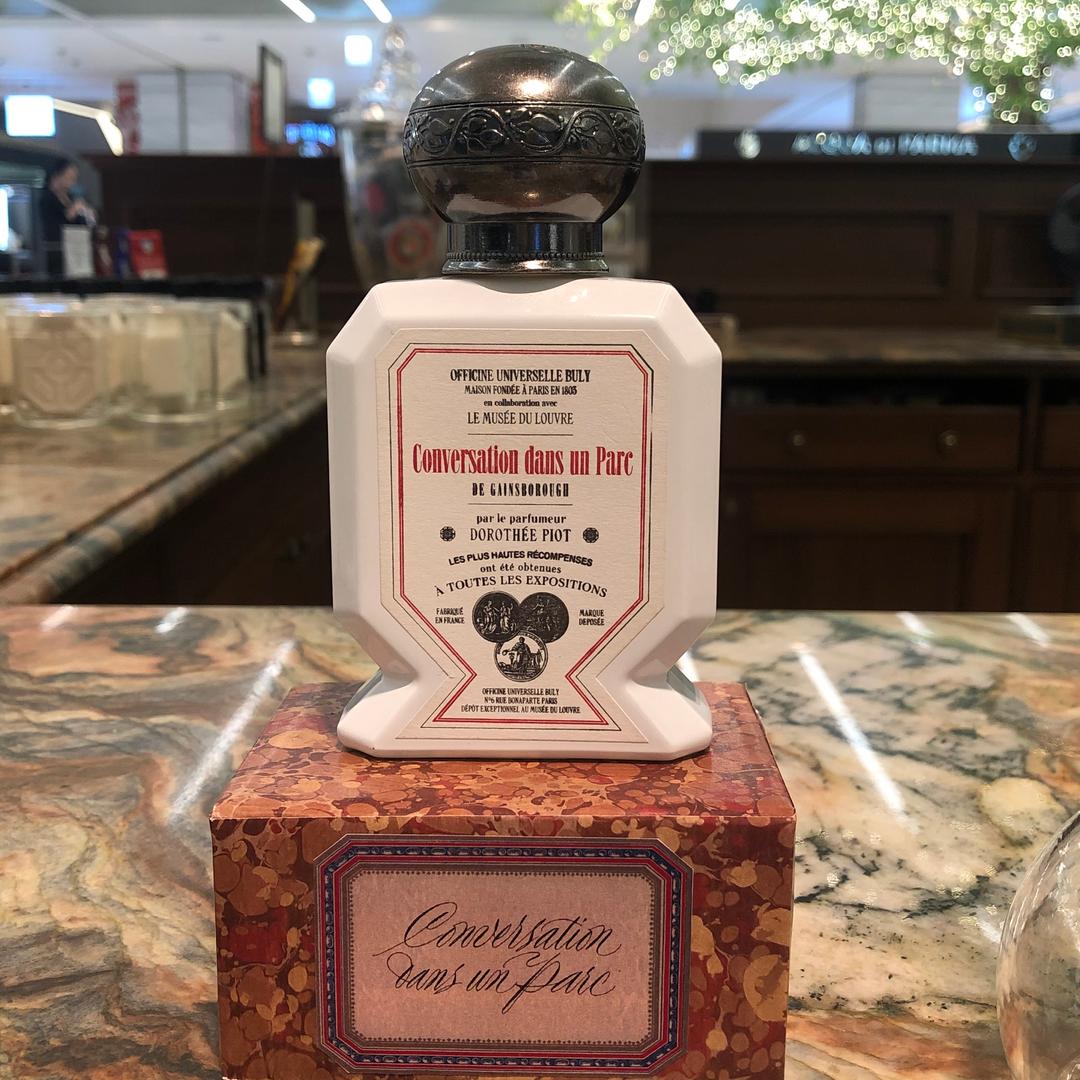 ACQUA DI PARMA
OFFICINE UNIVERSELLE BULY
MAISON FONDÉE À PARIS EN 1803
en collaboration avec
LE MUSÉE DU LOUVRE
Conversation dans un Parc
DE GAINSBOROUGH
par le parfumeur
DOROTHÉE PIOT
LES PLUS HAUTES RÉCOMPENSES
ont été obtenues
À TOUTES LES EXPOSITIONS
FABRIQUÉ
EN FRANCE
MARQUE
DEPOSÉE
OFFICINE UNIVERSELLE BULY
N°6 RUE BONAPARTE PARIS
DÉPÔT EXCEPTIONNEL AU MUSÉE DU LOUVRE
Conversation
dans un Parc